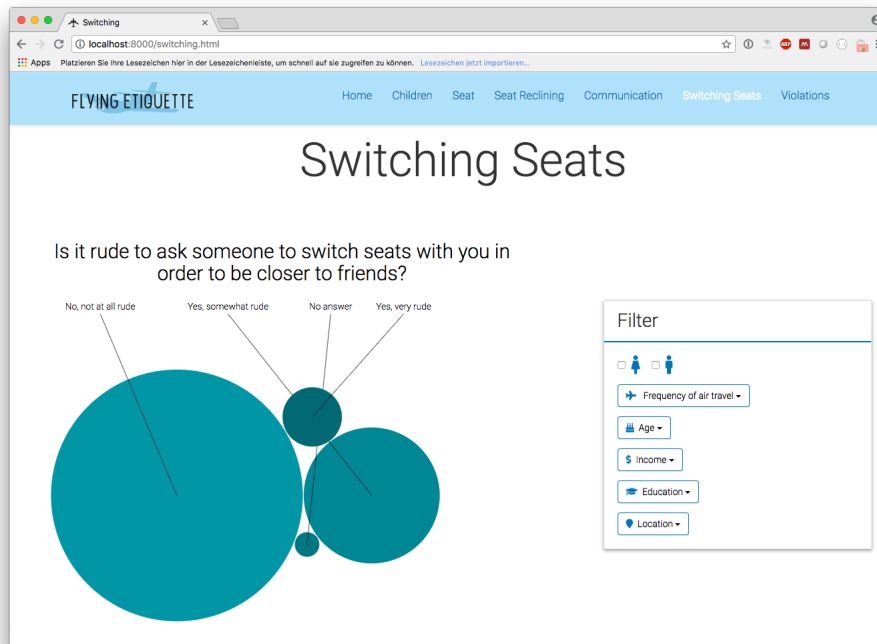 Switching
localhost:8000/switching.html
Apps Platzieren Sie Ihre Lesezeichen hier in der Lesezeichenleiste, um schnell auf sie zugreifen zu können. Lesezeichen jetzt importieren...
FLYING ETIQUETTE
Home Children Seat Seat Reclining Communication Switching Seats Violations
Switching Seats
Is it rude to ask someone to switch seats with you in
order to be closer to friends?
No, not at all rude Yes, somewhat rude No answer Yes, very rude
Filter
Frequency of air travel
Age
$ Income
Education
Location